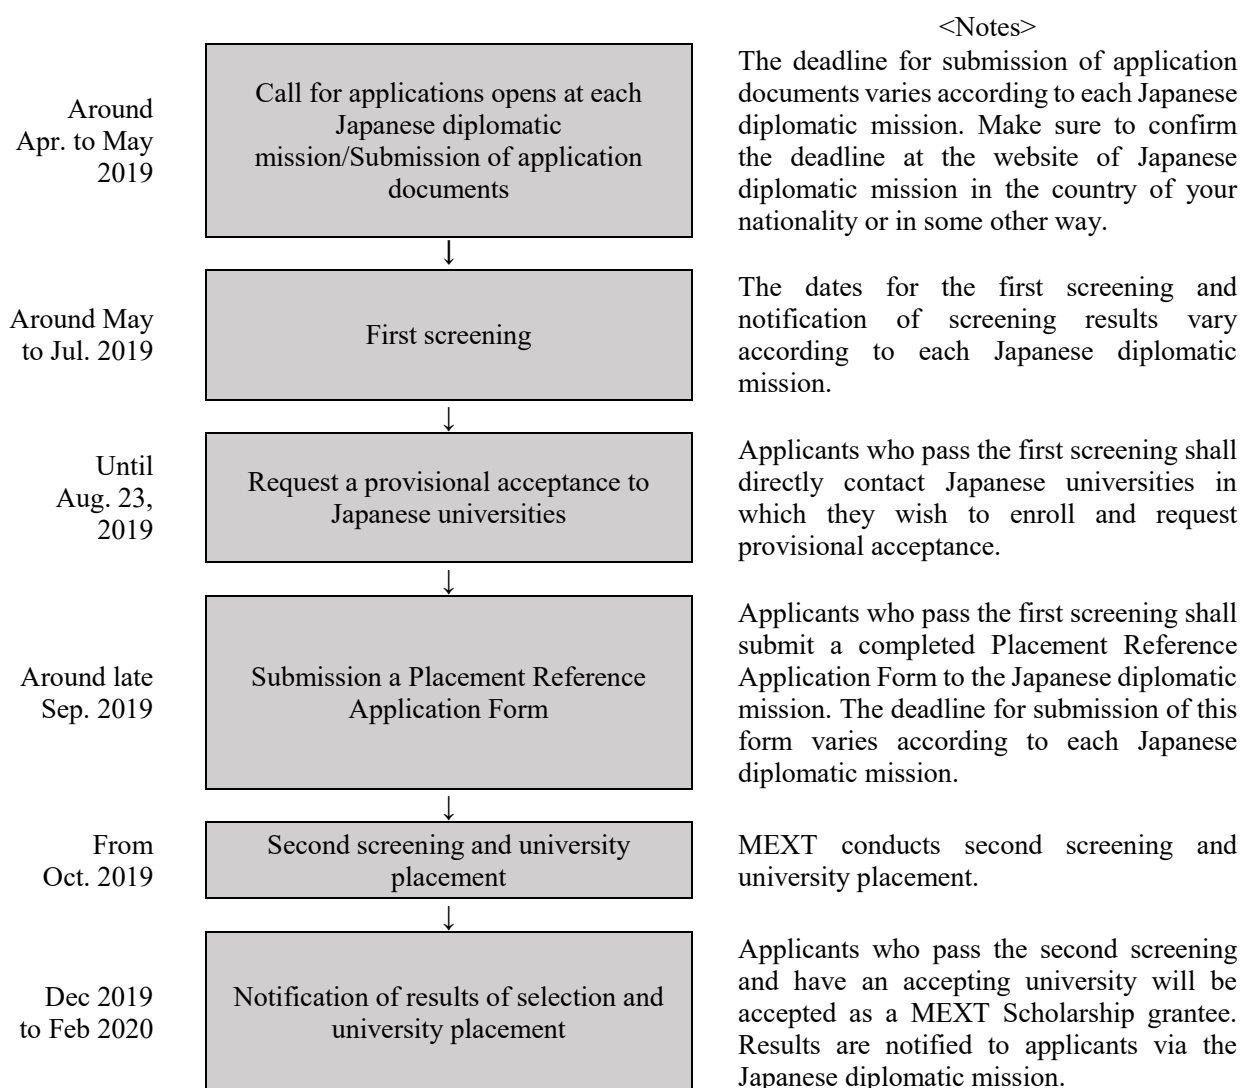 <Notes>
Around
Apr. to May
2019
Call for applications opens at each
Japanese diplomatic
mission/Submission of application
documents
The deadline for submission of application
documents varies according to each Japanese
diplomatic mission. Make sure to confirm
the deadline at the website of Japanese
diplomatic mission in the country of your
nationality or in some other way.
↓
Around May
to Jul. 2019
First screening
The dates for the first screening and
notification of screening results vary
according to each Japanese diplomatic
mission.
↓
Until
Aug. 23,
2019
Request a provisional acceptance to
Japanese universities
Applicants who pass the first screening shall
directly contact Japanese universities in
which they wish to enroll and request
provisional acceptance.
↓
Around late
Sep. 2019
Submission a Placement Reference
Application Form
Applicants who pass the first screening shall
submit a completed Placement Reference
Application Form to the Japanese diplomatic
mission. The deadline for submission of this
form varies according to each Japanese
diplomatic mission.
↓
From
Oct. 2019
Second screening and university
placement
MEXT conducts second screening and
university placement.
↓
Dec 2019
to Feb 2020
Notification of results of selection and
university placement
Applicants who pass the second screening
and have an accepting university will be
accepted as a MEXT Scholarship grantee.
Results are notified to applicants via the
Japanese diplomatic mission.